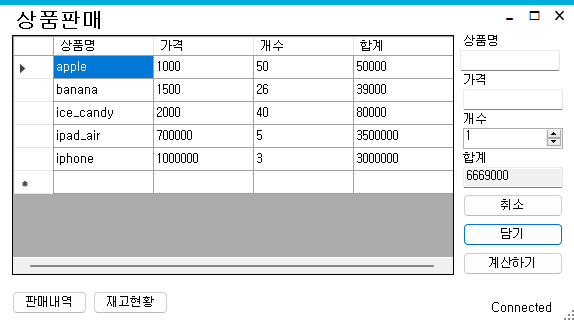 상품판매
상품명 가격 개수 합계
apple 1000 50 50000
banana 1500 26 39000
ice_candy 2000 40 80000
ipad_air 700000 5 3500000
iphone 1000000 3 3000000
상품명
가격
개수
1
합계
6669000
취소
담기
계산하기
판매내역 재고현황
Connected